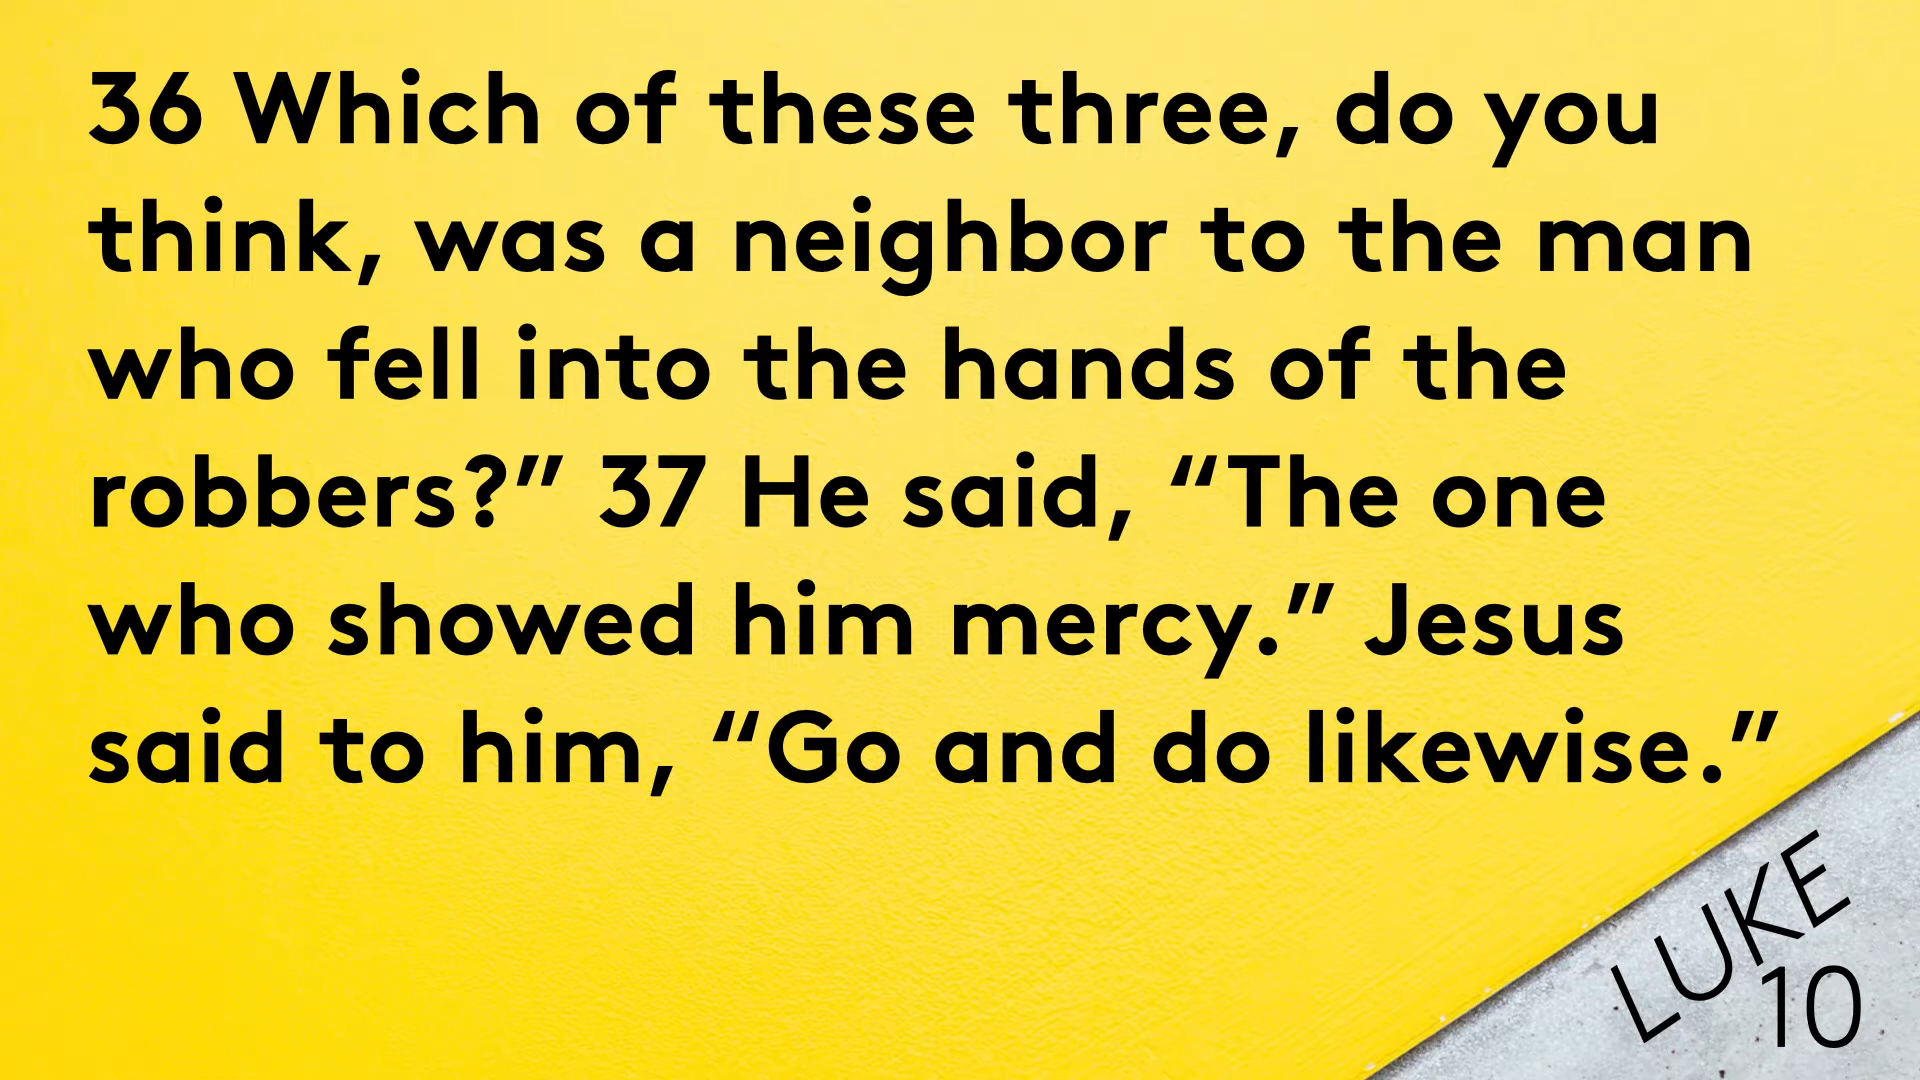 36 Which of these three, do you
think, was a neighbor to the man
who fell into the hands of the
robbers?” 37 He said, “The one
who showed him mercy.” Jesus
said to him, “Go and do likewise.”
LUKE
10